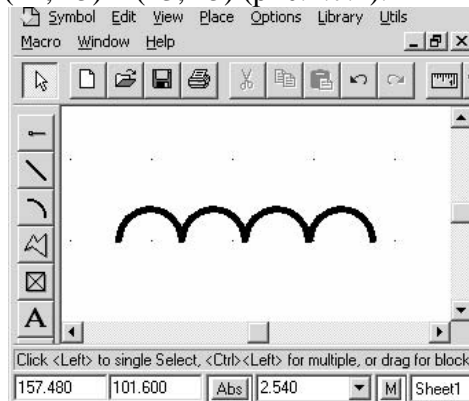 Symbol Edit View Place Options Library Utils
Macro Window Help
A
Click <Left> to single Select, <Ctrl><Left> for multiple, or drag for block
157.480 101.600 Abs 2.540 M Sheet1